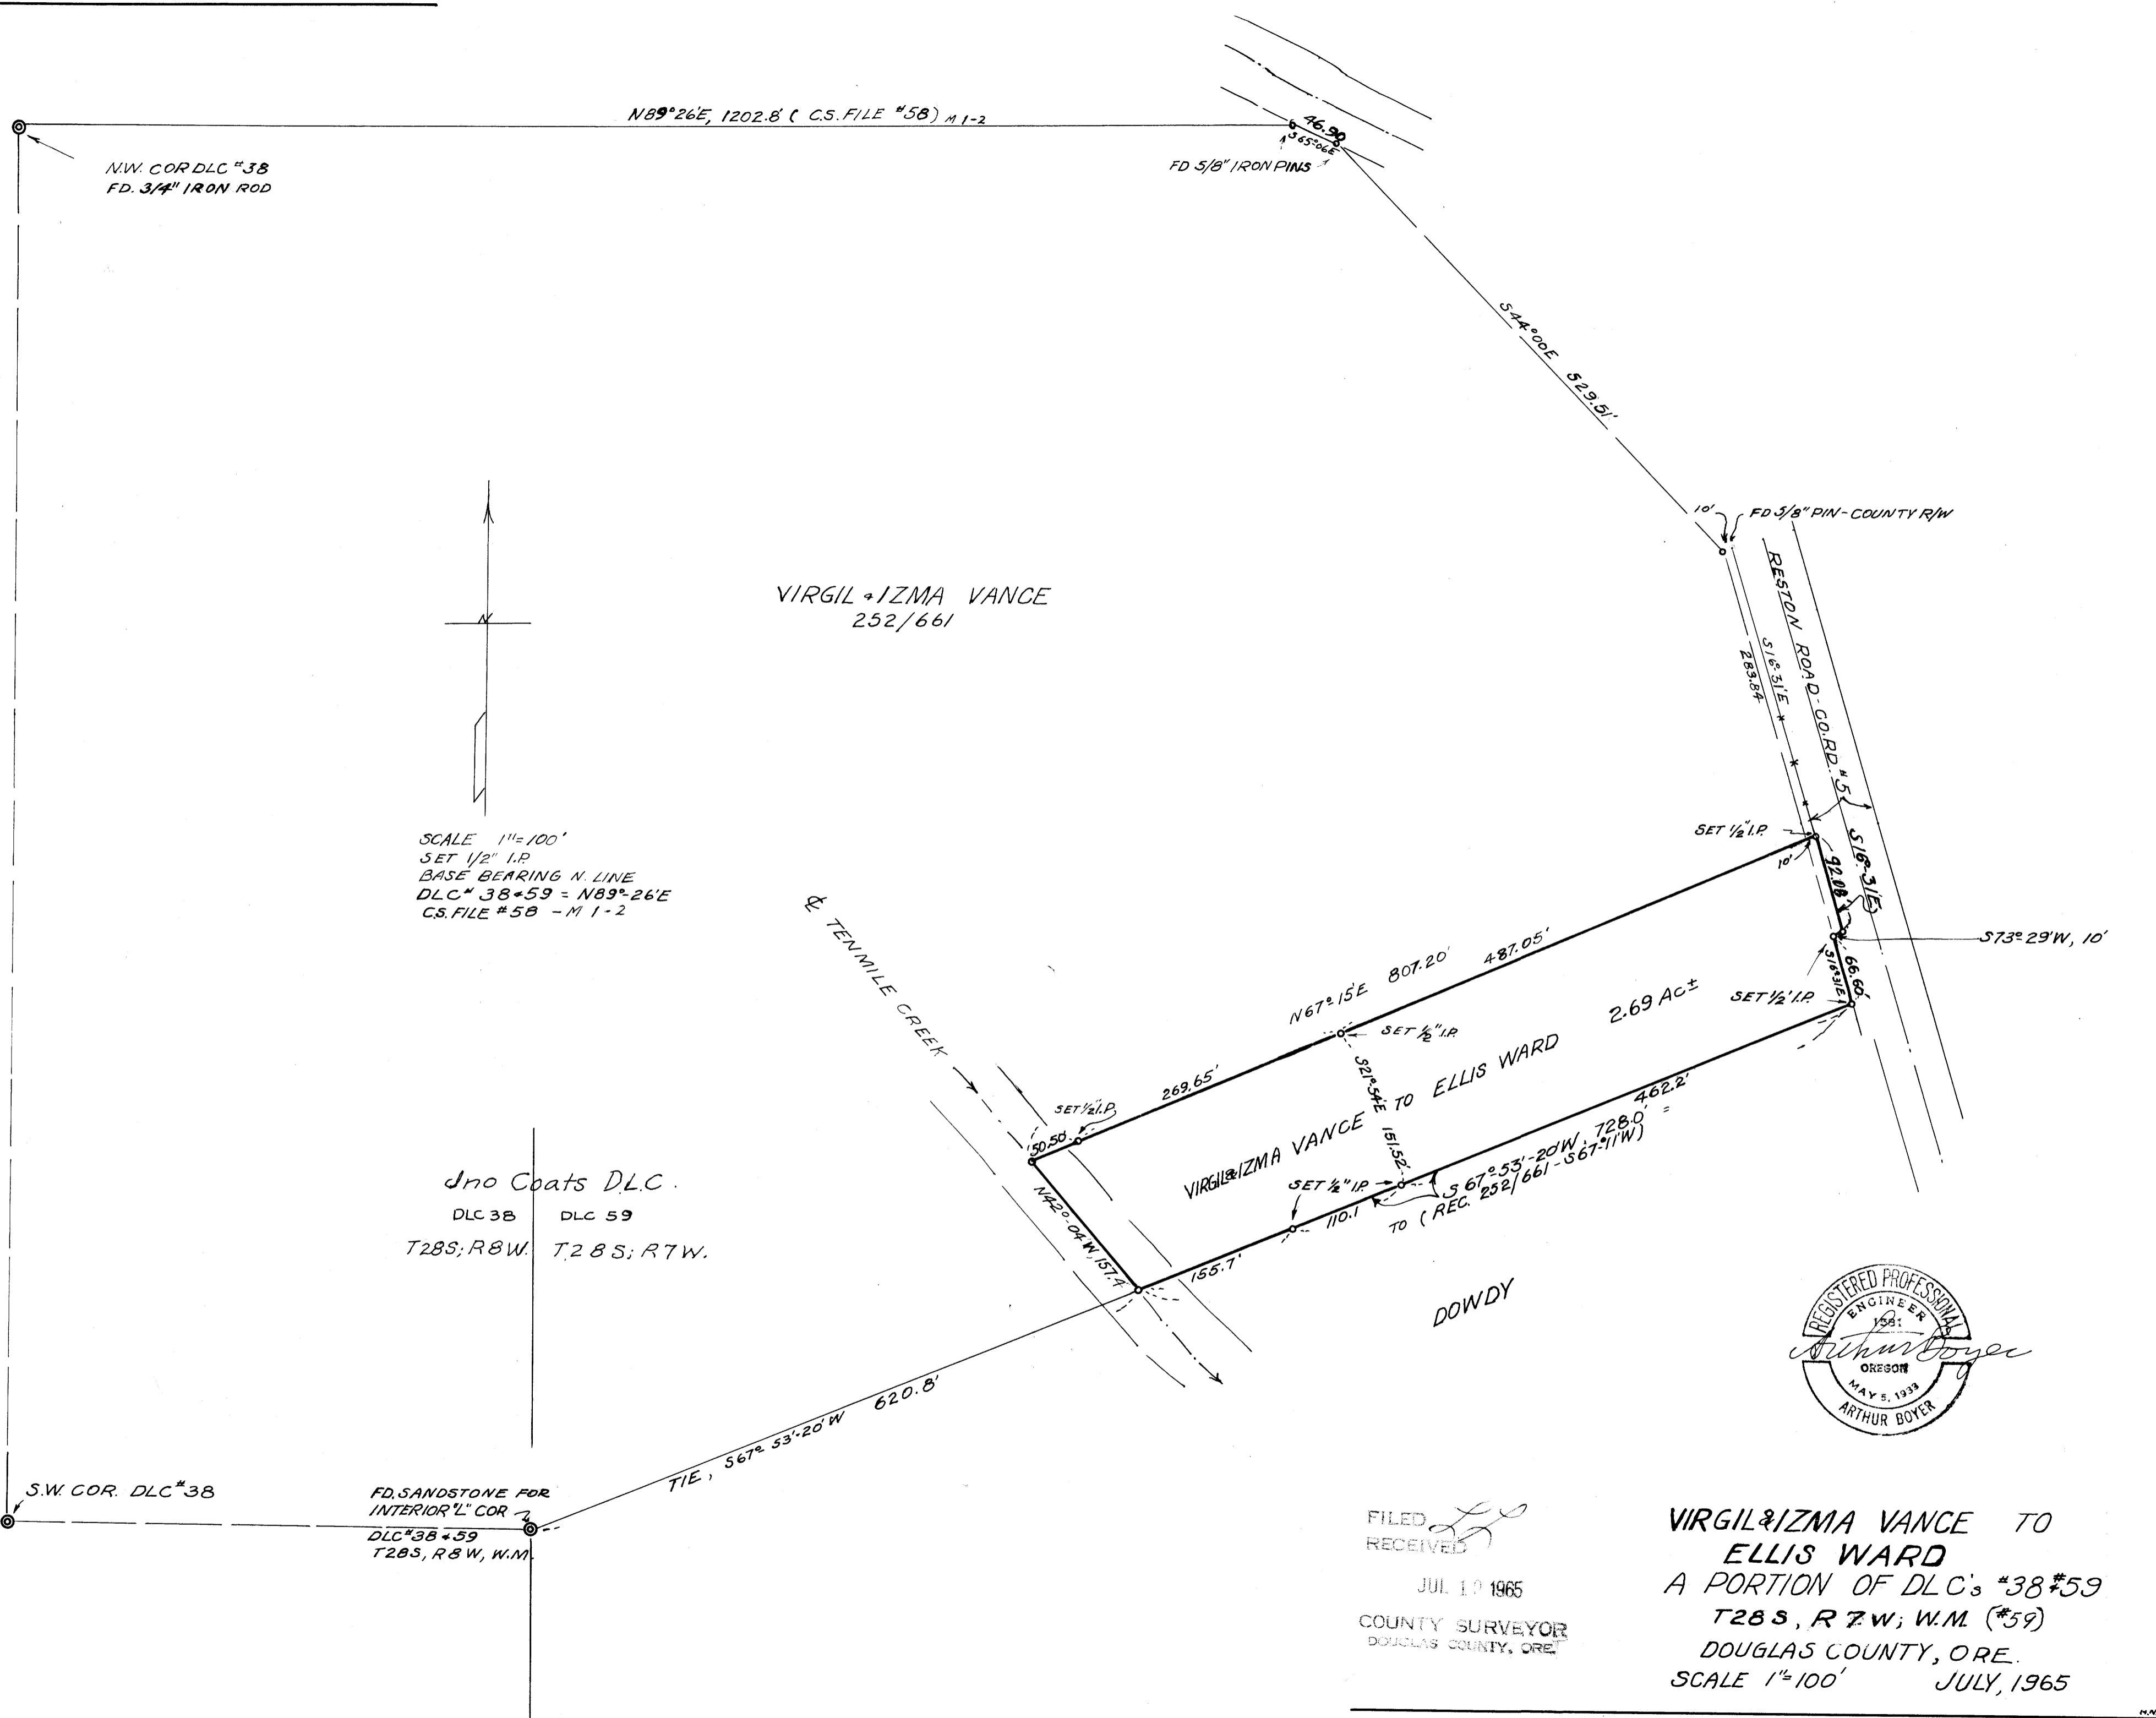 N89°26'E, 1202.8' ( C.S. FILE #58) M 1-2
46.90
S65°06'E
FD 5/8" IRON PINS
N.W. COR DLC #38
FD. 3/4" IRON ROD
S44°00'E 529.51'
10'
FD 5/8" PIN-COUNTY R/W
RESTON ROAD-CO.RD. #5
S16°-31'E
283.84
VIRGIL & IZMA VANCE
252/661
N
SCALE 1"=100'
SET 1/2" I.P.
BASE BEARING N. LINE
DLC# 38&59 = N89°-26'E
C.S. FILE #58 - M 1-2
SET 1/2" I.P.
10'
92.08'
S16°-31'E
S73°29'W, 10'
66.60'
S16°31'E
SET 1/2" I.P.
℄ TENMILE CREEK
N67°15'E 807.20'
487.05'
2.69 AC±
SET 1/2" I.P.
269.65'
S21°54'E 151.52'
SET 1/2" I.P.
50.50'
VIRGIL&IZMA VANCE TO ELLIS WARD
462.2'
S 67°53'-20"W, 728.0' =
TO (REC. 252/661-S67°11'W)
SET 1/2" I.P.
110.1
N42°-04'W, 157.4'
155.7'
DOWDY
Jno Coats D.L.C.
DLC 38 DLC 59
T28S; R8W. T28S; R7W.
TIE, S67° 53'-20"W 620.8'
S.W. COR. DLC #38
FD. SANDSTONE FOR
INTERIOR "L" COR
DLC #38&59
T28S, R8W, W.M.
REGISTERED PROFESSIONAL
ENGINEER
1391
Arthur Boyer
OREGON
MAY 5, 1933
ARTHUR BOYER
FILED
RECEIVED
JUL 1 1965
COUNTY SURVEYOR
DOUGLAS COUNTY, ORE.
VIRGIL&IZMA VANCE TO
ELLIS WARD
A PORTION OF DLC's #38&#59
T28S, R7W; W.M. (#59)
DOUGLAS COUNTY, ORE.
SCALE 1"=100' JULY, 1965